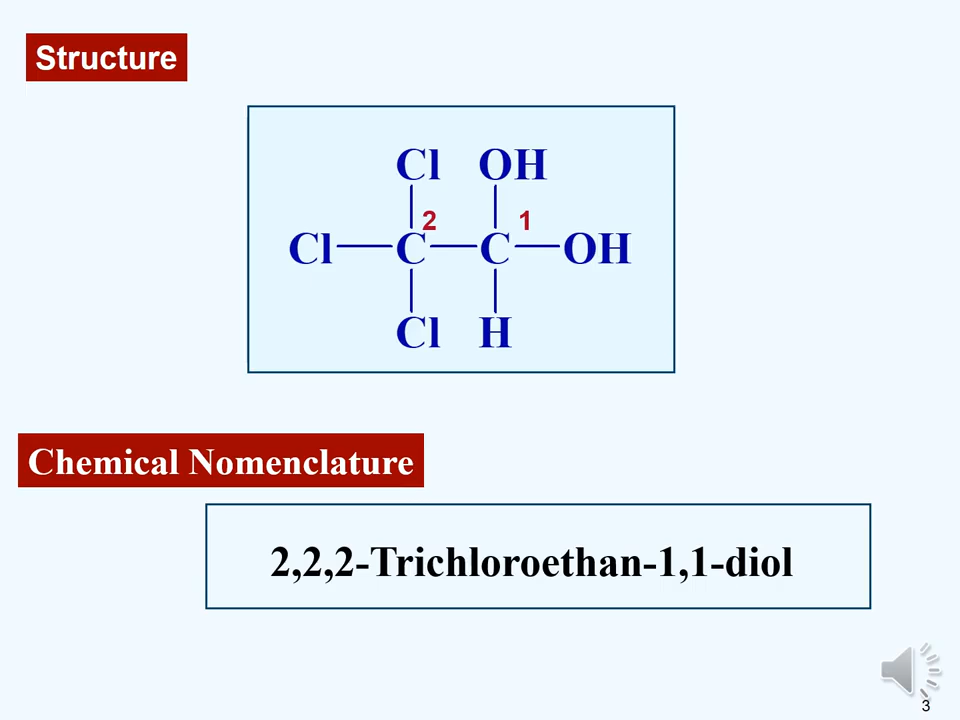 Structure
Cl OH
2 1
Cl C C OH
Cl H
Chemical Nomenclature
2,2,2-Trichloroethan-1,1-diol
3